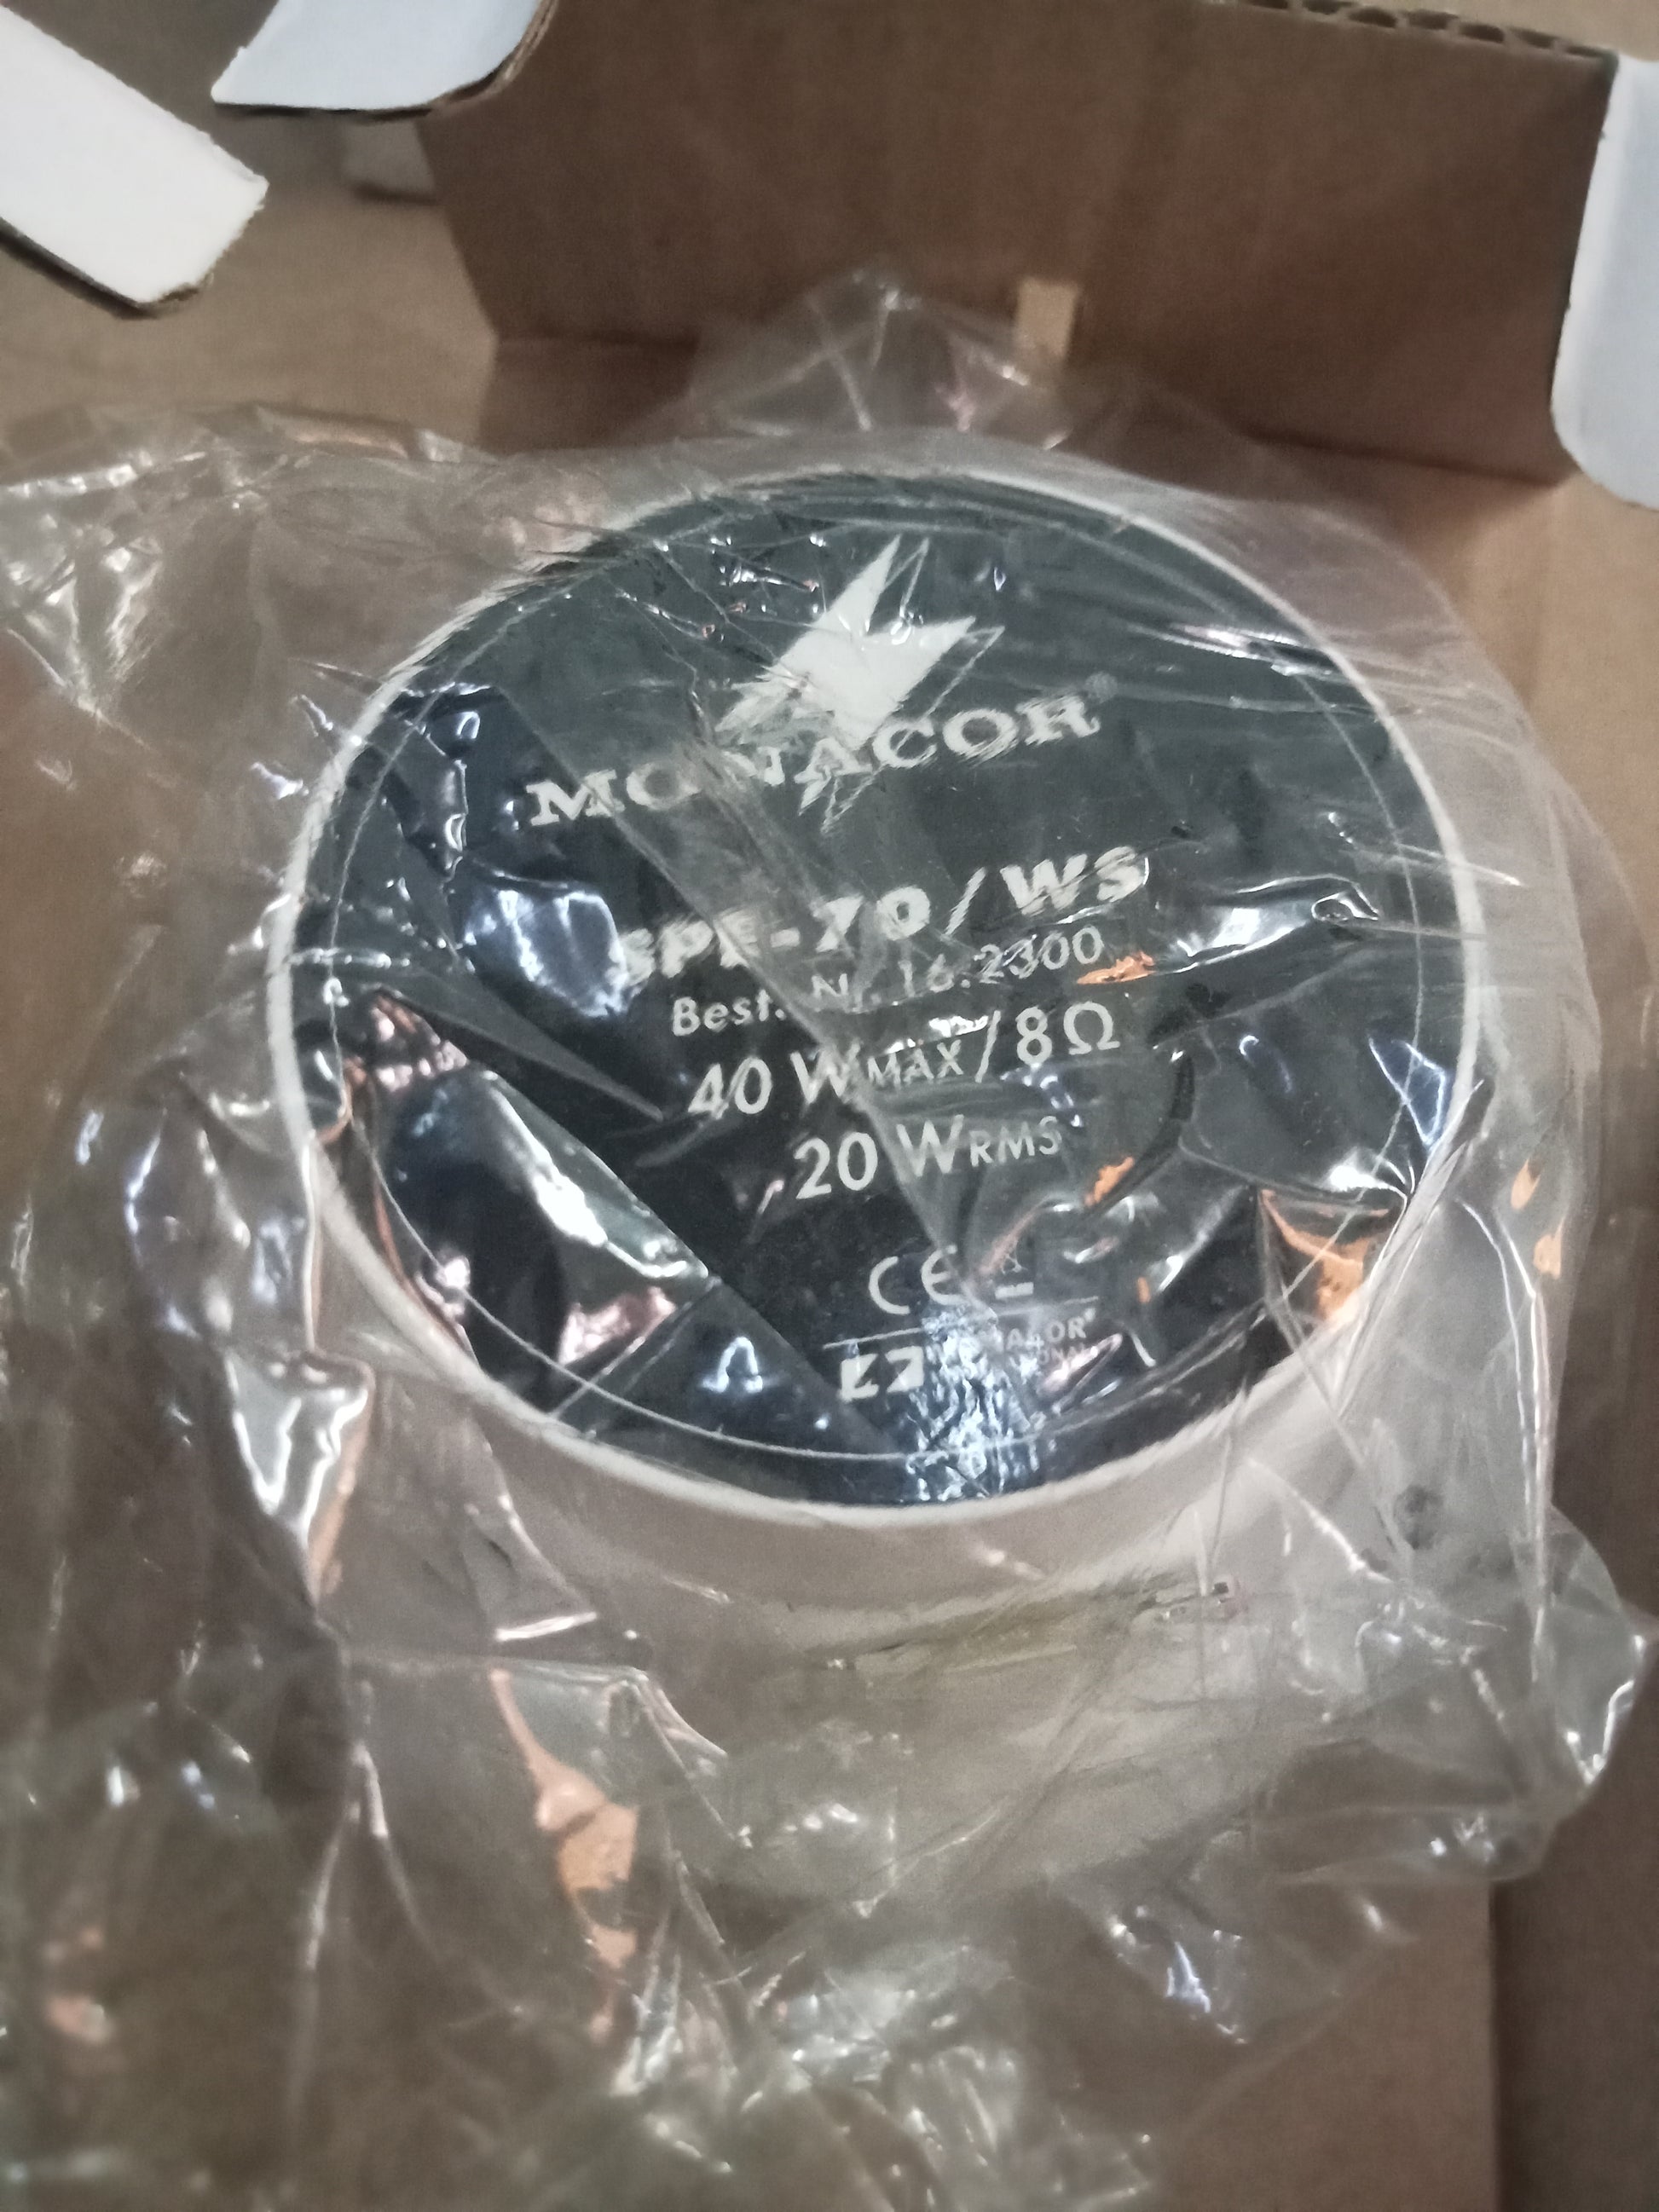 MONACOR®
SPE-70/WS
Best. Nr. 16.2300
40 WMAX/8Ω
20 WRMS
CE